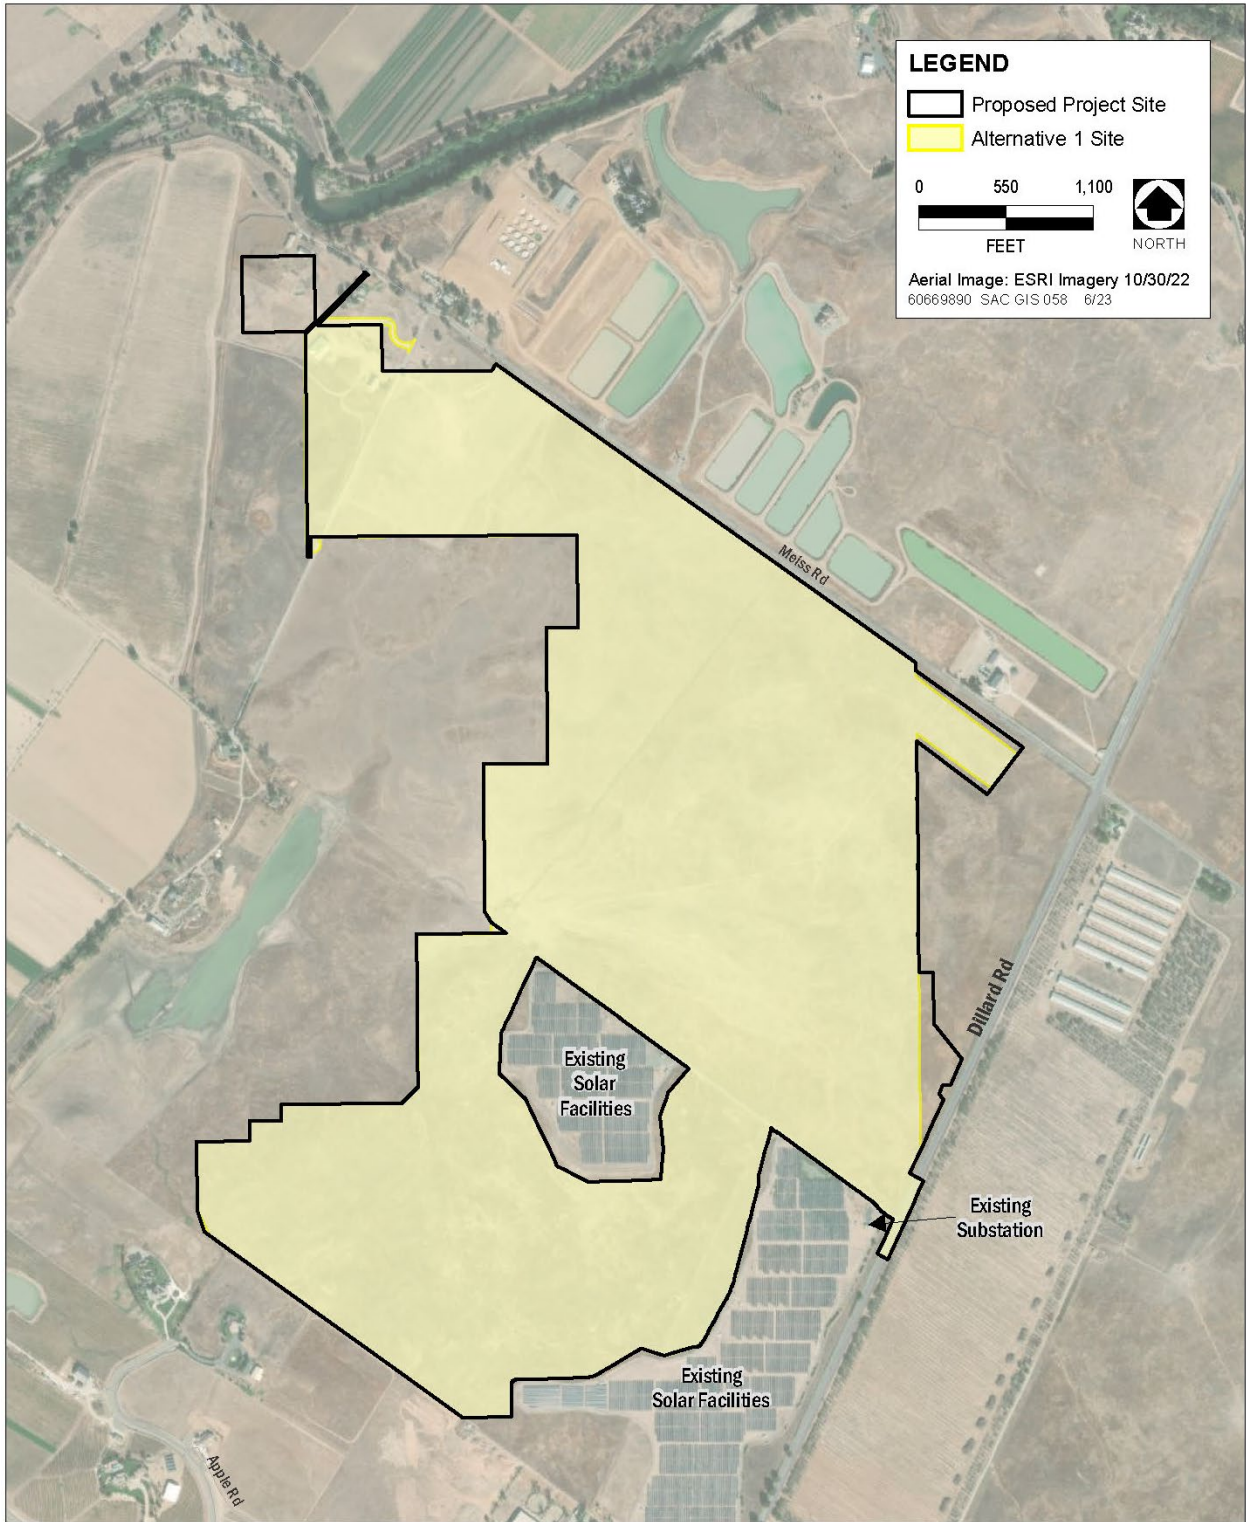 LEGEND
Proposed Project Site
Alternative 1 Site
0 550 1,100
FEET
NORTH
Aerial Image: ESRI Imagery 10/30/22
60669890 SAC GIS 058 6/23
Meiss Rd
Dillard Rd
Existing
Solar
Facilities
Existing
Substation
Existing
Solar Facilities
Apple Rd